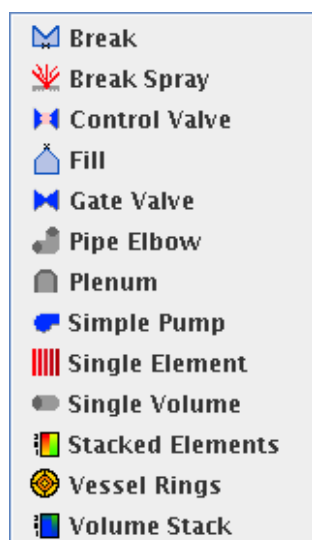 Break
Break Spray
Control Valve
Fill
Gate Valve
Pipe Elbow
Plenum
Simple Pump
Single Element
Single Volume
Stacked Elements
Vessel Rings
Volume Stack